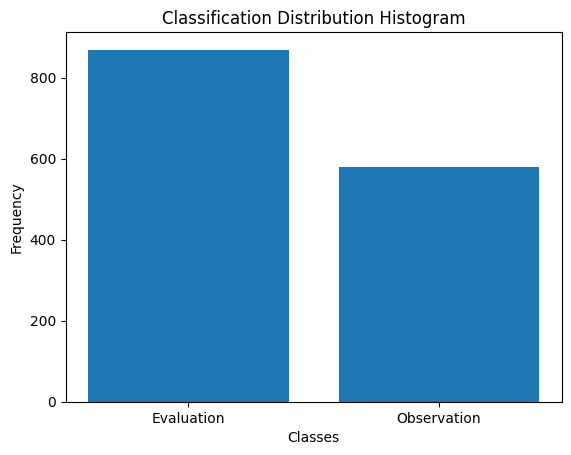 Classification Distribution Histogram
800
600
400
200
0
Frequency
Evaluation
Observation
Classes